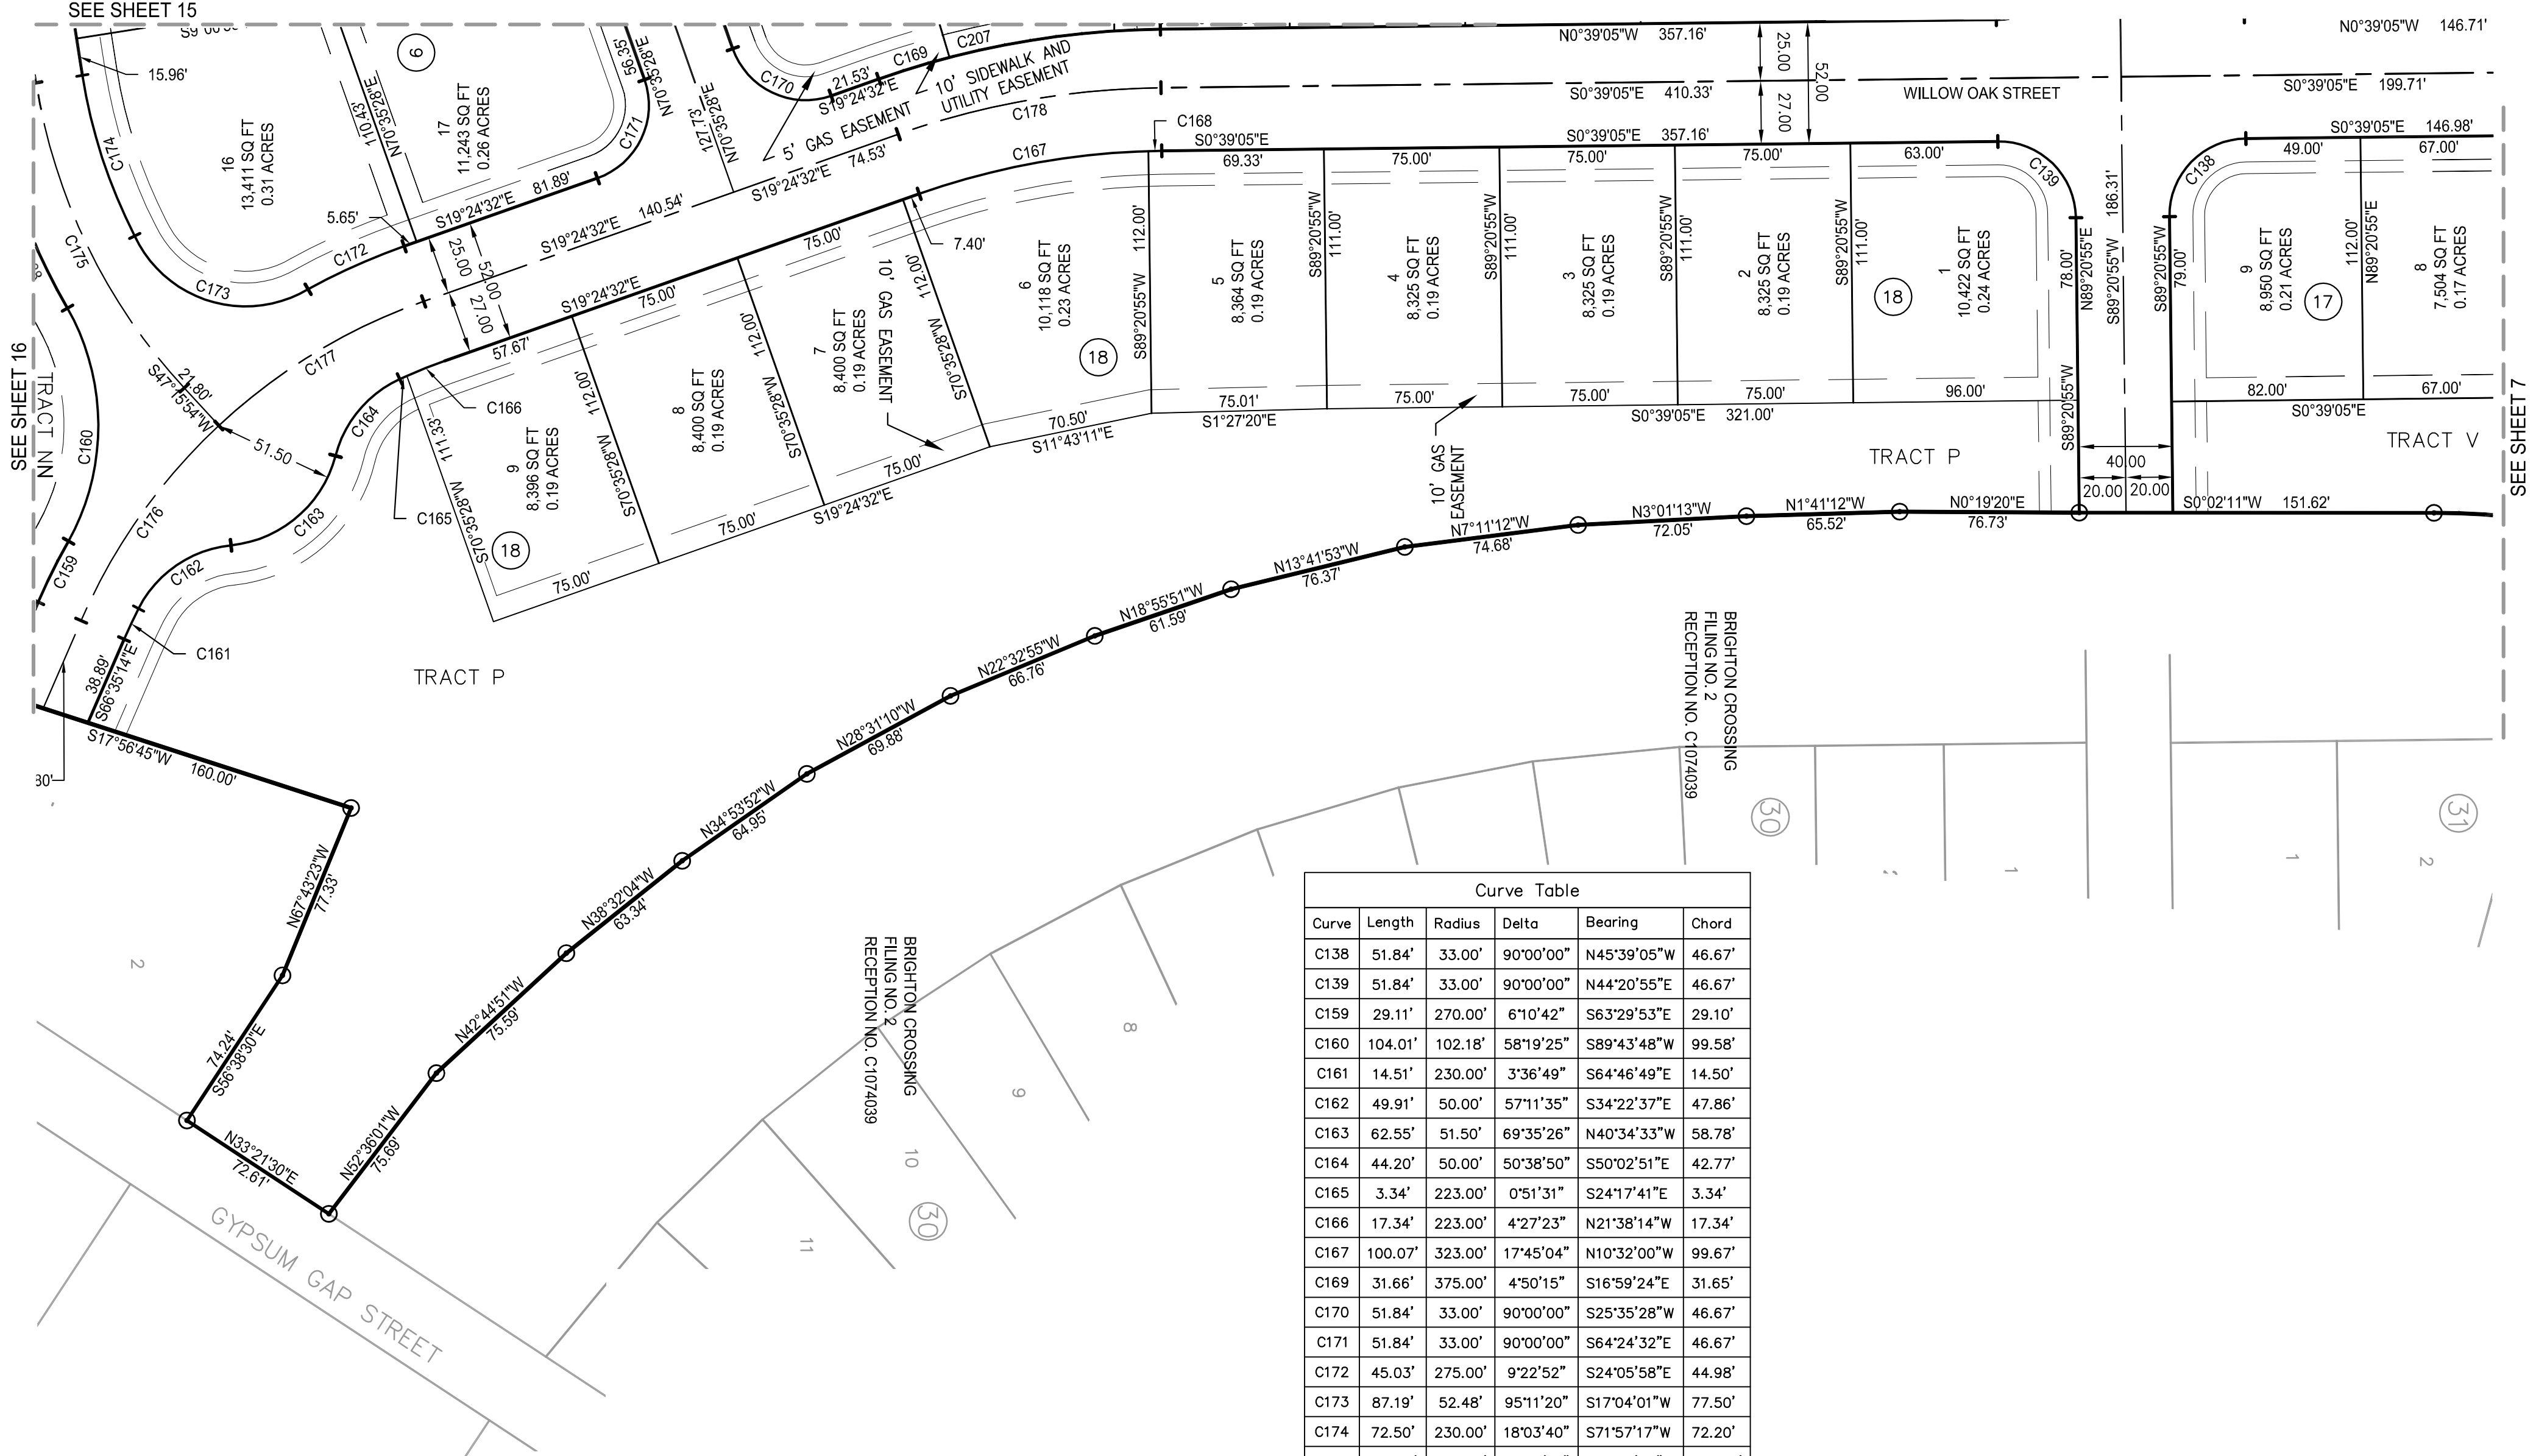 SEE SHEET 15
15.96'
C174
16
13,411 SQ FT
0.31 ACRES
N70°35'28"E
110.43'
6
17
11,243 SQ FT
0.26 ACRES
56.35'
N70°35'28"E
C171
127.73'
N70°35'28"E
C170
21.53'
S19°24'32"E
C169
C207
10' SIDEWALK AND
UTILITY EASEMENT
5' GAS EASEMENT
C178
C168
N0°39'05"W 357.16'
25.00
52.00
27.00
S0°39'05"E 410.33'
WILLOW OAK STREET
N0°39'05"W 146.71'
S0°39'05"E 199.71'
S0°39'05"E 357.16'
S0°39'05"E 146.98'
S0°39'05"E
69.33'
75.00'
75.00'
75.00'
63.00'
C139
C138
49.00'
67.00'
C175
C173
C172
5.65'
S19°24'32"E
81.89'
25.00
52.00
27.00
S19°24'32"E
140.54'
S19°24'32"E
74.53'
C167
7.40'
S19°24'32"E
57.67'
75.00'
75.00'
SEE SHEET 16
TRACT NN
C160
C159
21.80'
S47°15'54"W
51.50
C177
C176
C164
C163
C162
C161
C165
C166
38.89'
S66°35'14"E
S17°56'45"W
160.00'
80'
111.33'
S70°35'28"W
9
8,396 SQ FT
0.19 ACRES
18
112.00'
S70°35'28"W
8
8,400 SQ FT
0.19 ACRES
112.00'
S70°35'28"W
7
8,400 SQ FT
0.19 ACRES
10' GAS EASEMENT
112.00'
S70°35'28"W
6
10,118 SQ FT
0.23 ACRES
18
112.00'
S89°20'55"W
5
8,364 SQ FT
0.19 ACRES
S89°20'55"W
111.00'
4
8,325 SQ FT
0.19 ACRES
S89°20'55"W
111.00'
3
8,325 SQ FT
0.19 ACRES
S89°20'55"W
111.00'
2
8,325 SQ FT
0.19 ACRES
S89°20'55"W
111.00'
18
1
10,422 SQ FT
0.24 ACRES
78.00'
N89°20'55"E
S89°20'55"W 186.31'
S89°20'55"W
S89°20'55"W
79.00'
9
8,950 SQ FT
0.21 ACRES
17
112.00'
N89°20'55"E
8
7,504 SQ FT
0.17 ACRES
75.00'
75.00'
75.00'
S19°24'32"E
70.50'
S11°43'11"E
75.01'
S1°27'20"E
75.00'
75.00'
75.00'
96.00'
S0°39'05"E 321.00'
10' GAS
EASEMENT
TRACT P
40.00
20.00
20.00
82.00'
67.00'
S0°39'05"E
TRACT V
SEE SHEET 7
S0°02'11"W 151.62'
N0°19'20"E
76.73'
N1°41'12"W
65.52'
N3°01'13"W
72.05'
N7°11'12"W
74.68'
N13°41'53"W
76.37'
N18°55'51"W
61.59'
N22°32'55"W
66.76'
N28°31'10"W
69.88'
N34°53'52"W
64.95'
N38°32'04"W
63.34'
N42°44'51"W
75.59'
N52°36'01"W
75.69'
N33°21'30"E
72.61'
74.24'
S56°38'30"E
N67°43'23"W
77.33'
TRACT P
2
GYPSUM GAP STREET
BRIGHTON CROSSING
FILING NO. 2
RECEPTION NO. C1074039
BRIGHTON CROSSING
FILING NO. 2
RECEPTION NO. C1074039
30
11
10
9
8
30
1
31
1
2
Curve Table
Curve Length Radius Delta Bearing Chord
C138 51.84' 33.00' 90°00'00" N45°39'05"W 46.67'
C139 51.84' 33.00' 90°00'00" N44°20'55"E 46.67'
C159 29.11' 270.00' 6°10'42" S63°29'53"E 29.10'
C160 104.01' 102.18' 58°19'25" S89°43'48"W 99.58'
C161 14.51' 230.00' 3°36'49" S64°46'49"E 14.50'
C162 49.91' 50.00' 57°11'35" S34°22'37"E 47.86'
C163 62.55' 51.50' 69°35'26" N40°34'33"W 58.78'
C164 44.20' 50.00' 50°38'50" S50°02'51"E 42.77'
C165 3.34' 223.00' 0°51'31" S24°17'41"E 3.34'
C166 17.34' 223.00' 4°27'23" N21°38'14"W 17.34'
C167 100.07' 323.00' 17°45'04" N10°32'00"W 99.67'
C169 31.66' 375.00' 4°50'15" S16°59'24"E 31.65'
C170 51.84' 33.00' 90°00'00" S25°35'28"W 46.67'
C171 51.84' 33.00' 90°00'00" S64°24'32"E 46.67'
C172 45.03' 275.00' 9°22'52" S24°05'58"E 44.98'
C173 87.19' 52.48' 95°11'20" S17°04'01"W 77.50'
C174 72.50' 230.00' 18°03'40" S71°57'17"W 72.20'